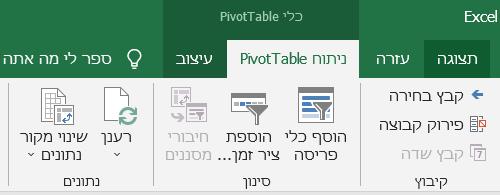 Excel
כלי PivotTable
תצוגה
עזרה
ניתוח PivotTable
עיצוב
ספר לי מה אתה
קבץ בחירה
פירוק קבוצה
קבץ שדה
קיבוץ
הוסף כלי
פריסה
הוספת
ציר זמן...
חיבורי
מסננים
סינון
רענן
שינוי מקור
נתונים
נתונים